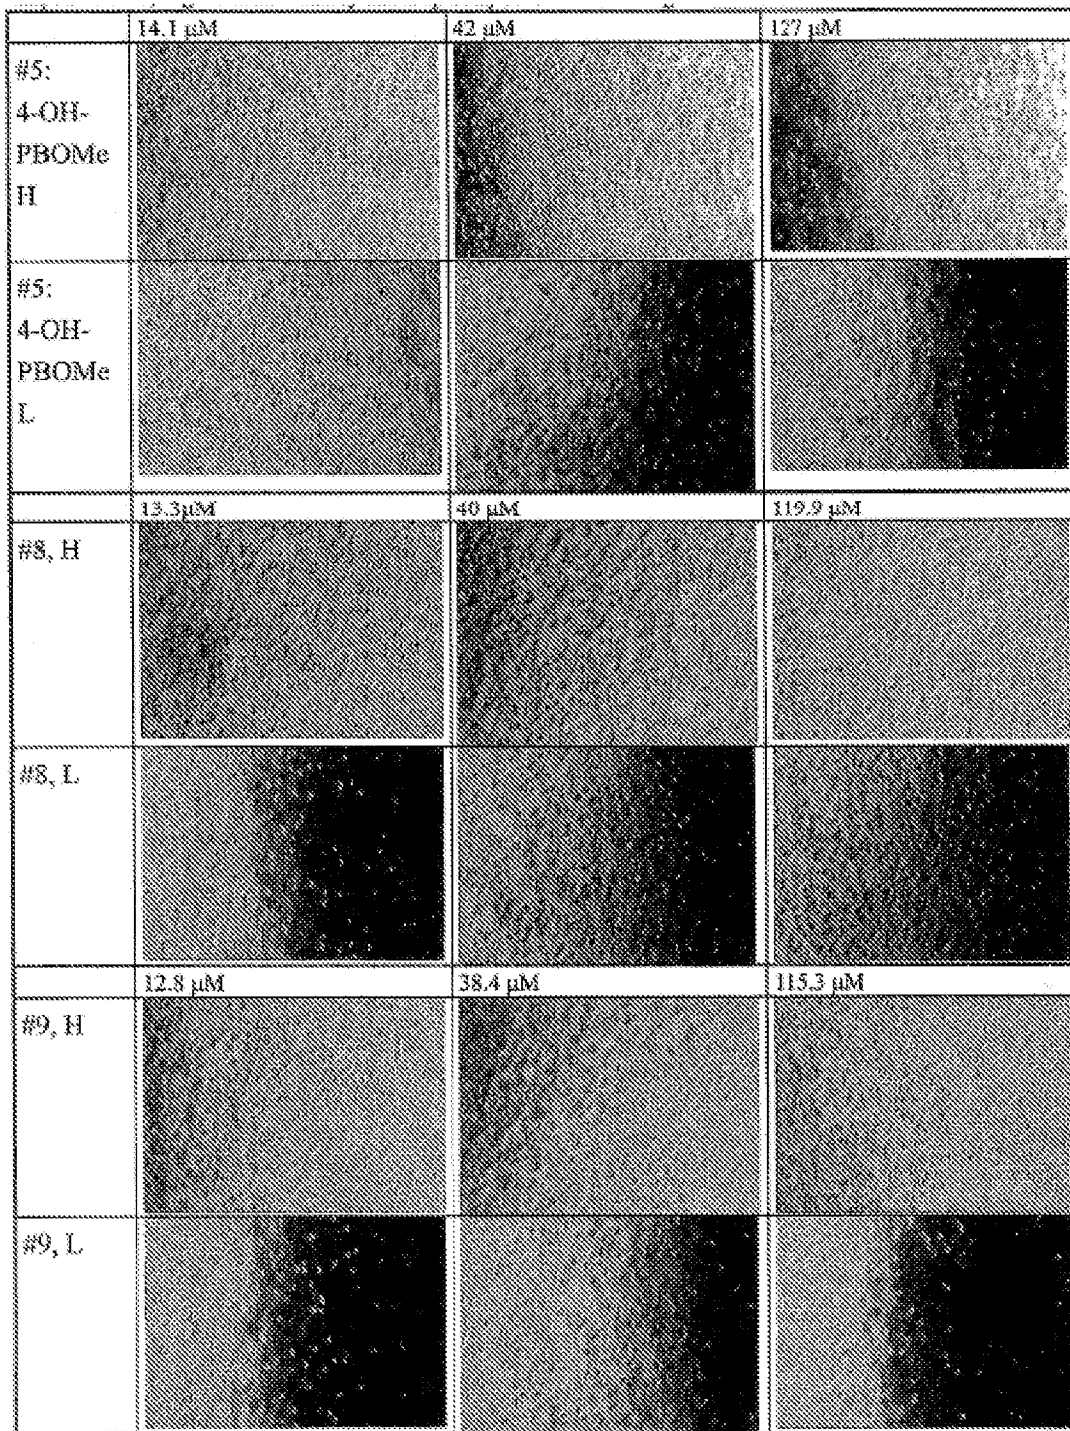 14.1 μM 42 μM 127 μM
#5:
4-OH-
PBOMe
H
#5:
4-OH-
PBOMe
L
13.3μM 40 μM 119.9 μM
#8, H
#8, L
12.8 μM 38.4 μM 115.3 μM
#9, H
#9, L